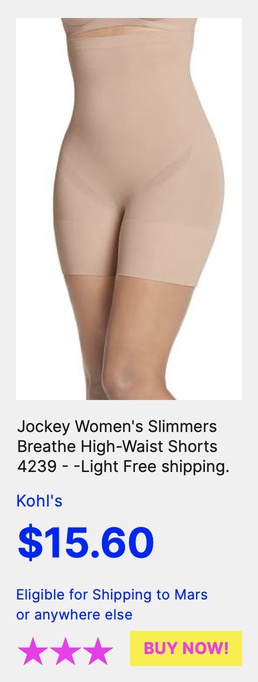 Jockey Women's Slimmers
Breathe High-Waist Shorts
4239 - -Light Free shipping.
Kohl's
$15.60
Eligible for Shipping to Mars
or anywhere else
BUY NOW!